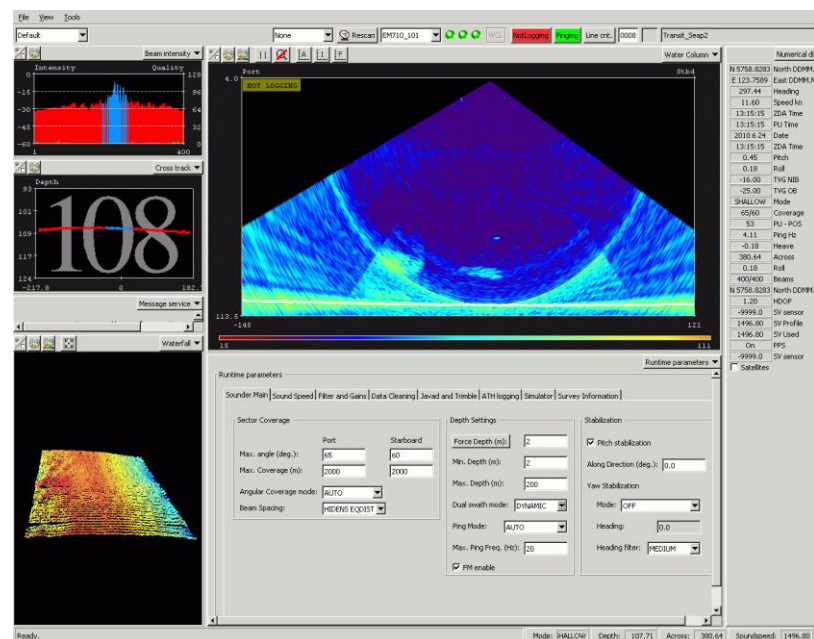 File View Tools
Default None Rescan EM710_101 WCL NotLogging Pinging Line cnt. 0008 Transit_Seap2
Beam intensity
Intensity Quality
0 128
-15 96
-30 64
-45 32
-60 0
1 400
Cross track
Depth
93
101
109
117
124
-217.8 0 182.
108
Message service
Waterfall
A 1 F Water Column
Port Stbd
4.0
NOT LOGGING
113.5
-145 121
15 111
Numerical di
N 5758.8283 North DDMM.
E 123.7589 East DDMM.
297.44 Heading
11.60 Speed kn
13:15:15 ZDA Time
13:15:15 PU Time
2010 6 24 Date
13:15:15 ZDA Time
0.45 Pitch
0.18 Roll
-16.00 TVG NIB
-25.00 TVG OB
SHALLOW Mode
65/60 Coverage
53 PU - POS
4.11 Ping Hz
-0.18 Heave
380.64 Across
0.18 Roll
400/400 Beams
N 5758.8283 North DDMM.
1.20 HDOP
-9999.0 SV sensor
1496.80 SV Profile
1496.80 SV Used
On PPS
-9999.0 SV sensor
Satellites
Runtime parameters
Runtime parameters
Sounder Main Sound Speed Filter and Gains Data Cleaning Javad and Trimble ATH logging Simulator Survey Information
Sector Coverage
Port Starboard
Max. angle (deg.): 65 60
Max. Coverage (m): 2000 2000
Angular Coverage mode: AUTO
Beam Spacing: HIDENS EQDIST
Depth Settings
Force Depth (m): 2
Min. Depth (m): 2
Max. Depth (m): 200
Dual swath mode: DYNAMIC
Ping Mode: AUTO
Max. Ping Freq. (Hz): 20
FM enable
Stabilization
Pitch stabilization
Along Direction (deg.): 0.0
Yaw Stabilization
Mode: OFF
Heading: 0.0
Heading filter: MEDIUM
Ready. Mode: SHALLOW Depth: 107.71 Across: 380.64 Soundspeed: 1496.80